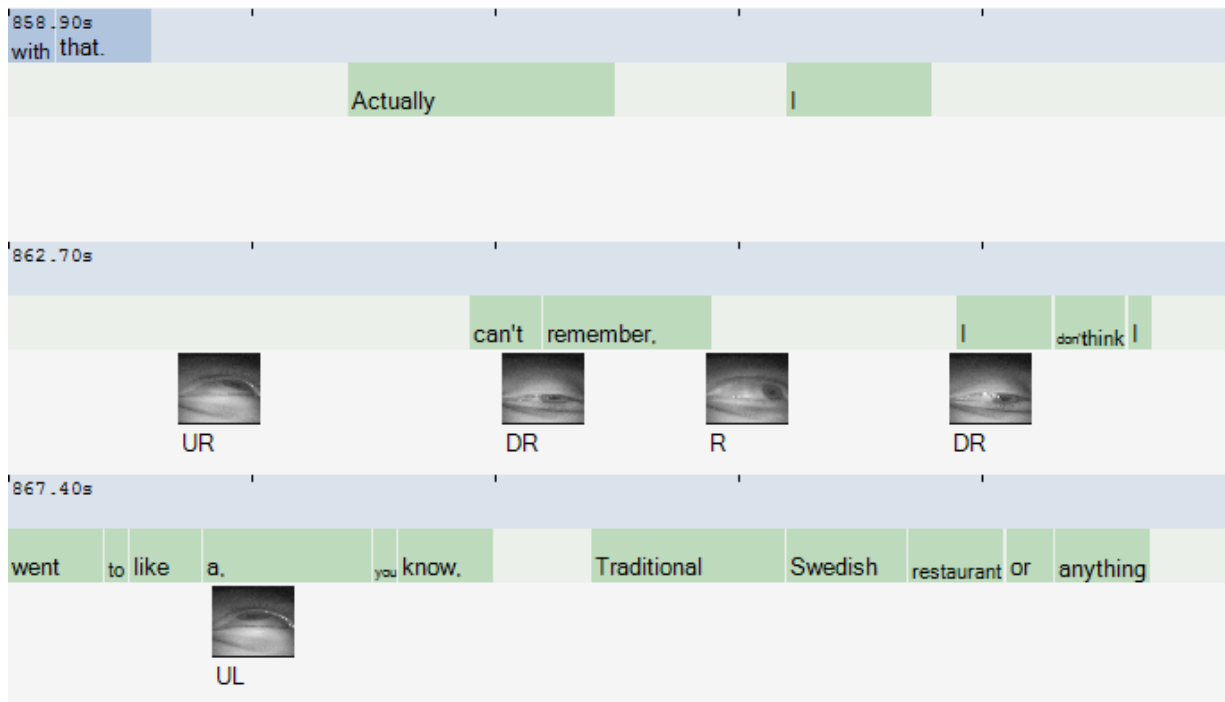 858.90s
with that.
Actually I
862.70s
can't remember. I don'think I
UR DR R DR
867.40s
went to like a. you know. Traditional Swedish restaurant or anything
UL